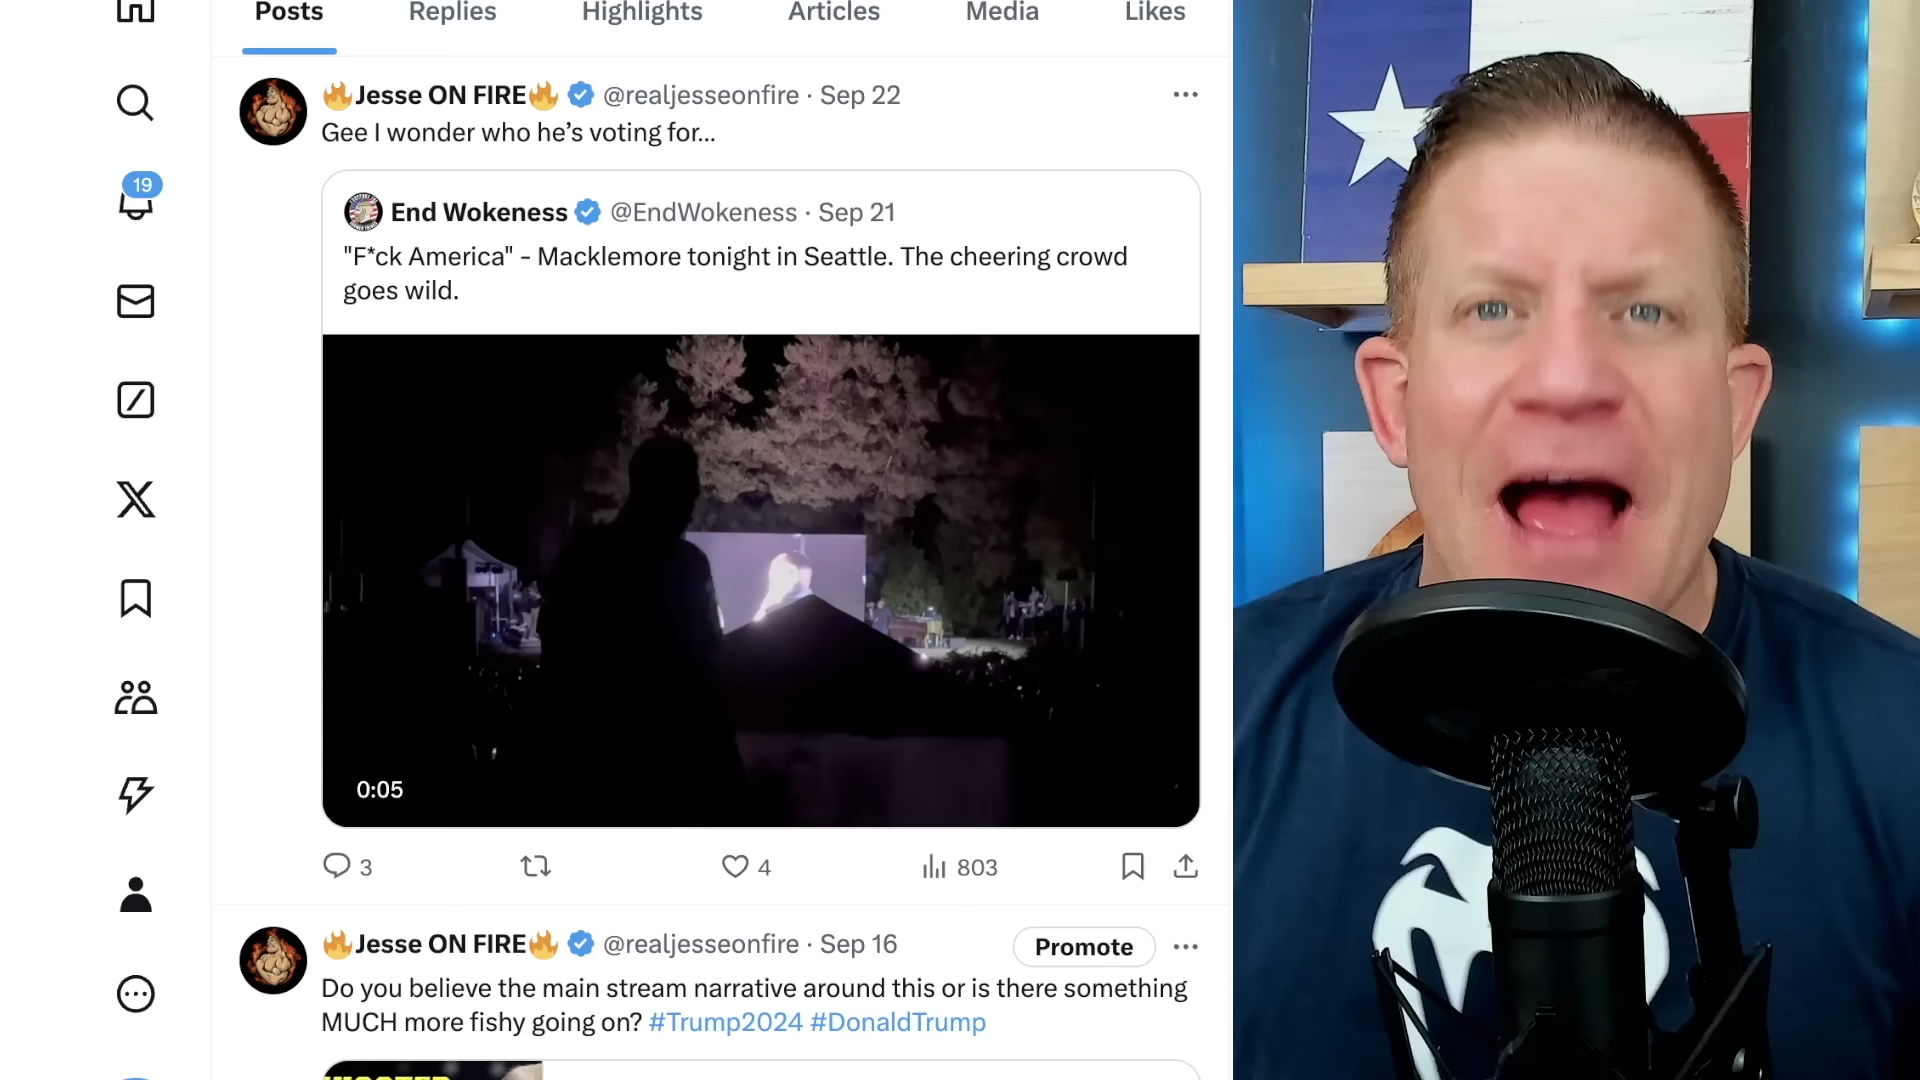 Posts Replies Highlights Articles Media Likes
🔥Jesse ON FIRE🔥 @realjesseonfire · Sep 22
Gee I wonder who he's voting for...
End Wokeness @EndWokeness · Sep 21
"F*ck America" - Macklemore tonight in Seattle. The cheering crowd
goes wild.
0:05
3 4 803
🔥Jesse ON FIRE🔥 @realjesseonfire · Sep 16 Promote
Do you believe the main stream narrative around this or is there something
MUCH more fishy going on? #Trump2024 #DonaldTrump
19